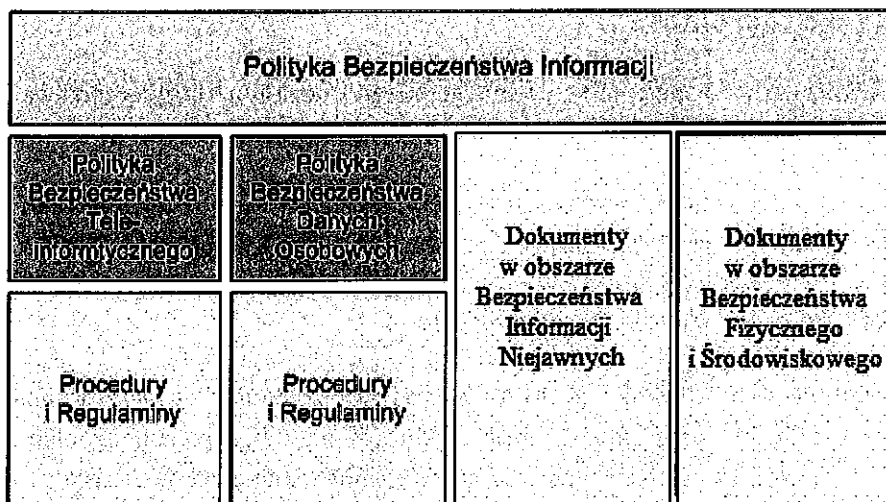 Polityka Bezpieczeństwa Informacji
Polityka
Bezpieczeństwa
Tele-
informtycznego
Polityka
Bezpieczeństwa
Danych
Osobowych
Dokumenty
w obszarze
Bezpieczeństwa
Informacji
Niejawnych
Dokumenty
w obszarze
Bezpieczeństwa
Fizycznego
i Środowiskowego
Procedury
i Regulaminy
Procedury
i Regulaminy